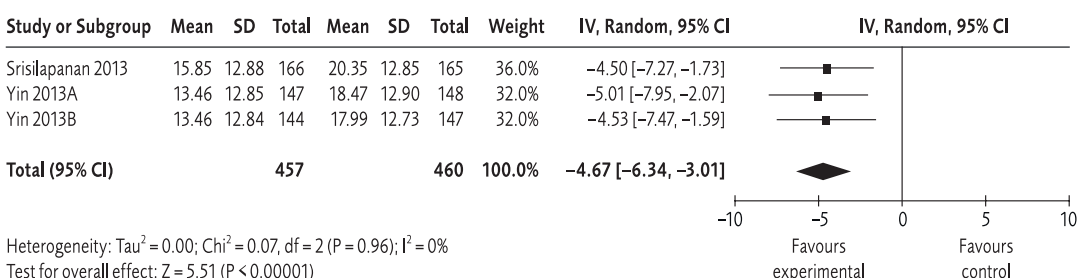 Study or Subgroup Mean SD Total Mean SD Total Weight IV, Random, 95% CI IV, Random, 95% CI
Srisilapanan 2013 15.85 12.88 166 20.35 12.85 165 36.0% −4.50 [−7.27, −1.73]
Yin 2013A 13.46 12.85 147 18.47 12.90 148 32.0% −5.01 [−7.95, −2.07]
Yin 2013B 13.46 12.84 144 17.99 12.73 147 32.0% −4.53 [−7.47, −1.59]
Total (95% CI) 457 460 100.0% −4.67 [−6.34, −3.01]
−10 −5 0 5 10
Heterogeneity: Tau² = 0.00; Chi² = 0.07, df = 2 (P = 0.96); I² = 0% Favours Favours
Test for overall effect: Z = 5.51 (P < 0.00001) experimental control